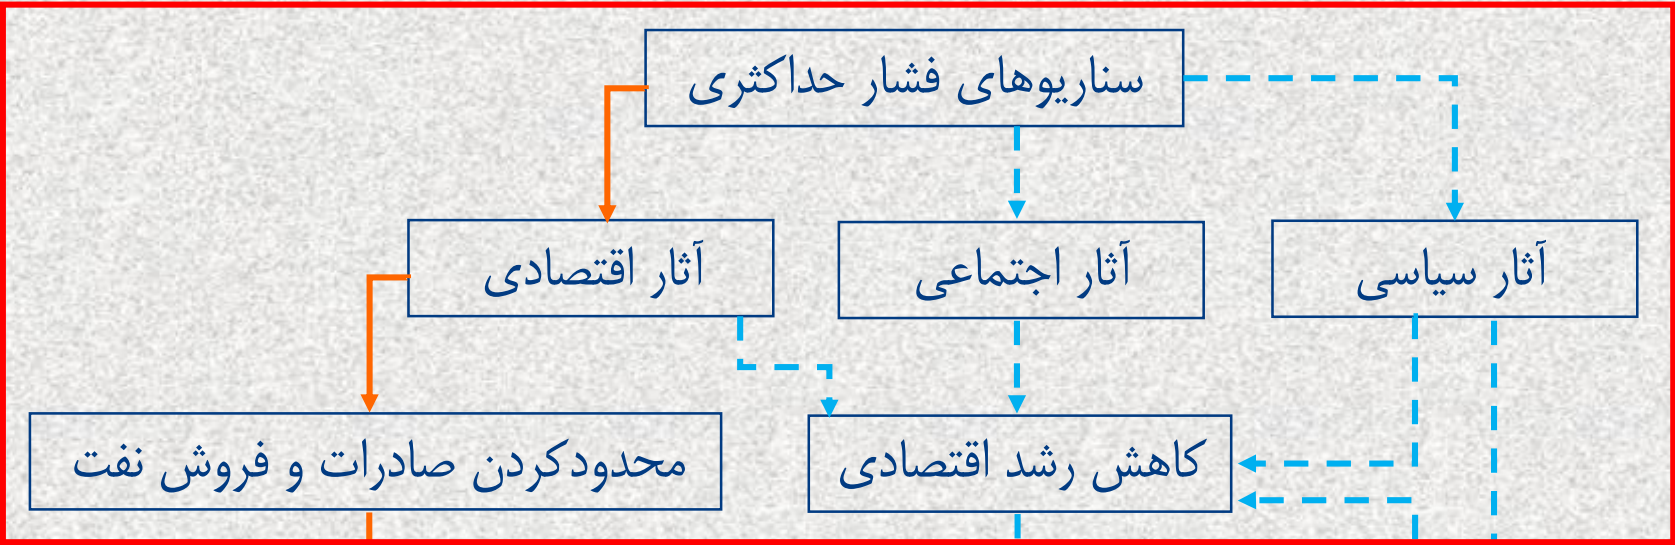 سناریوهای فشار حداکثری
آثار سیاسی
آثار اجتماعی
آثار اقتصادی
کاهش رشد اقتصادی
محدودکردن صادرات و فروش نفت